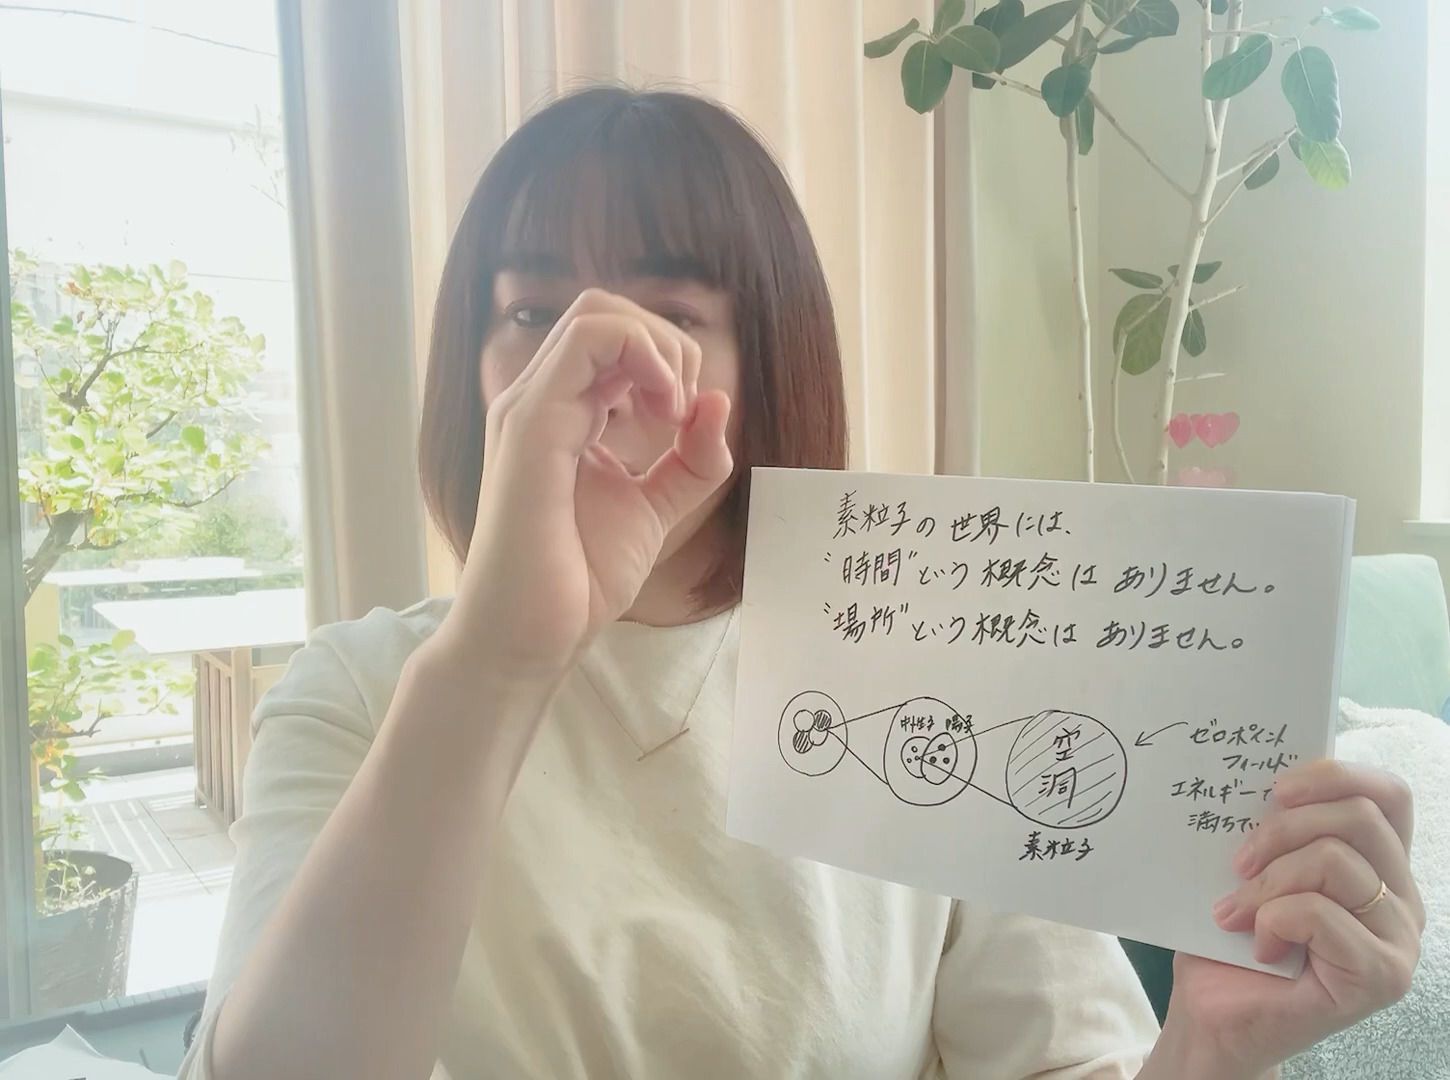 素粒子の世界には、
"時間"という概念はありません。
"場所"という概念はありません。
中性子 陽子
空洞
素粒子
ゼロポイント
フィールド
エネルギーで
満ちてい